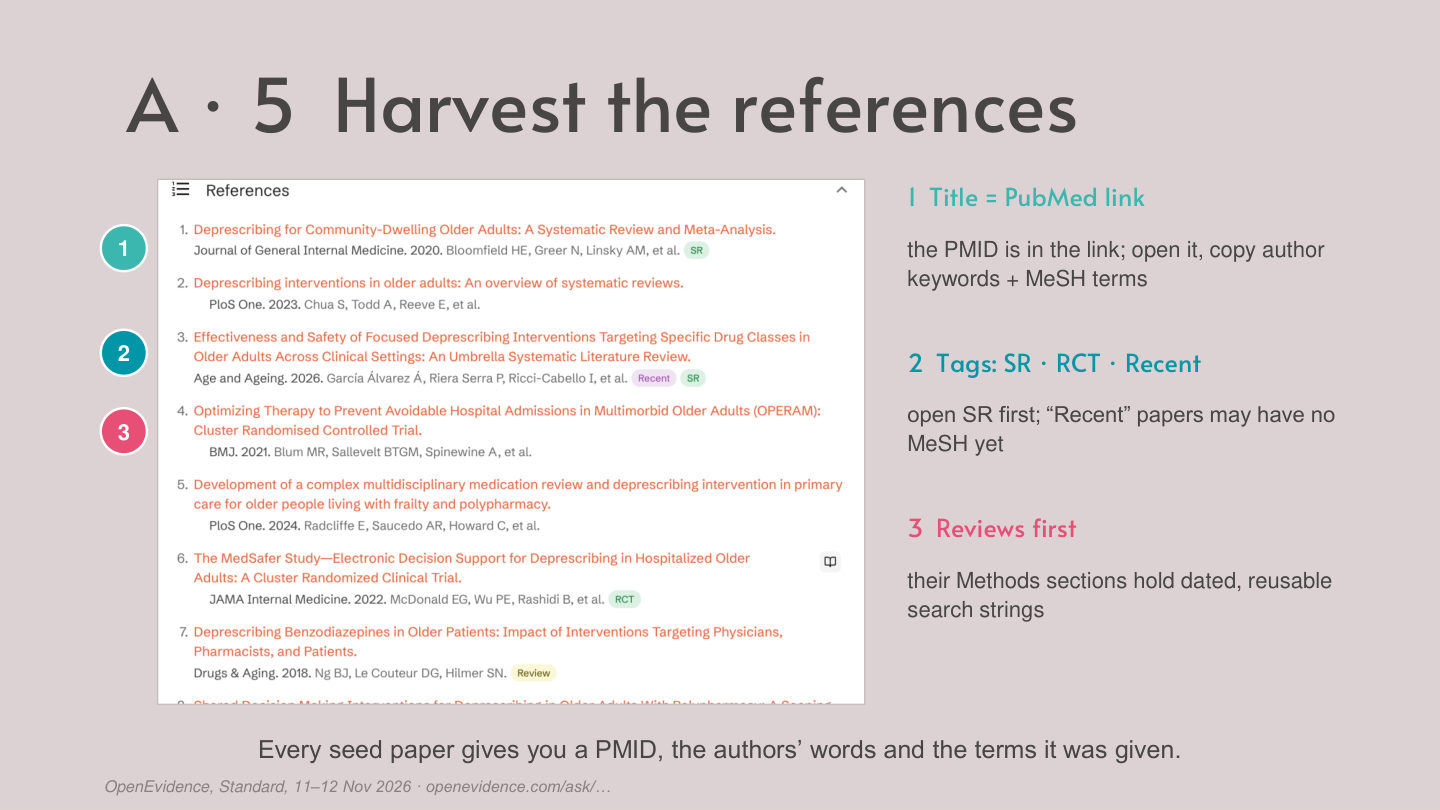 A · 5 Harvest the references
References
1. Deprescribing for Community-Dwelling Older Adults: A Systematic Review and Meta-Analysis.
Journal of General Internal Medicine. 2020. Bloomfield HE, Greer N, Linsky AM, et al. SR
2. Deprescribing interventions in older adults: An overview of systematic reviews.
PloS One. 2023. Chua S, Todd A, Reeve E, et al.
3. Effectiveness and Safety of Focused Deprescribing Interventions Targeting Specific Drug Classes in
Older Adults Across Clinical Settings: An Umbrella Systematic Literature Review.
Age and Ageing. 2026. García Álvarez Á, Riera Serra P, Ricci-Cabello I, et al. Recent SR
4. Optimizing Therapy to Prevent Avoidable Hospital Admissions in Multimorbid Older Adults (OPERAM):
Cluster Randomised Controlled Trial.
BMJ. 2021. Blum MR, Sallevelt BTGM, Spinewine A, et al.
5. Development of a complex multidisciplinary medication review and deprescribing intervention in primary
care for older people living with frailty and polypharmacy.
PloS One. 2024. Radcliffe E, Saucedo AR, Howard C, et al.
6. The MedSafer Study—Electronic Decision Support for Deprescribing in Hospitalized Older
Adults: A Cluster Randomized Clinical Trial.
JAMA Internal Medicine. 2022. McDonald EG, Wu PE, Rashidi B, et al. RCT
7. Deprescribing Benzodiazepines in Older Patients: Impact of Interventions Targeting Physicians,
Pharmacists, and Patients.
Drugs & Aging. 2018. Ng BJ, Le Couteur DG, Hilmer SN. Review
Shared Decision Making Interventions for Deprescribing in Older Adults With Polypharmacy: A Scoping
1
2
3
1 Title = PubMed link
the PMID is in the link; open it, copy author
keywords + MeSH terms
2 Tags: SR · RCT · Recent
open SR first; “Recent” papers may have no
MeSH yet
3 Reviews first
their Methods sections hold dated, reusable
search strings
Every seed paper gives you a PMID, the authors’ words and the terms it was given.
OpenEvidence, Standard, 11–12 Nov 2026 · openevidence.com/ask/…